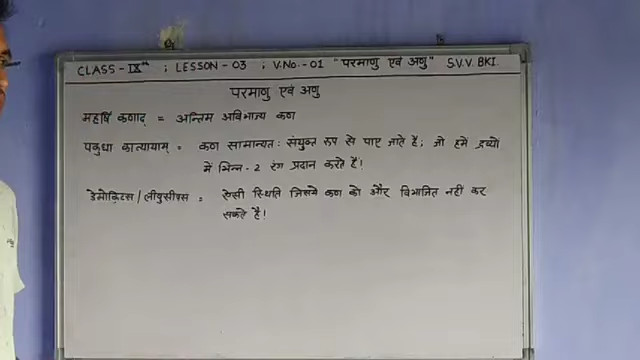 CLASS - IXth ; LESSON - 03 ; V.No. - 01 "परमाणु एवं अणु" S.V.V. BKI.
परमाणु एवं अणु
महर्षि कणाद् = अन्तिम अविभाज्य कण
पकुधा कात्यायाम् = कण सामान्यतः संयुक्त रूप से पाए जाते हैं; जो हमें द्रव्यों
में भिन्न-2 रंग प्रदान करते हैं।
डेमोक्रिटस / लीयुसीपस = ऐसी स्थिति जिसमें कण को और विभाजित नहीं कर
सकते हैं।